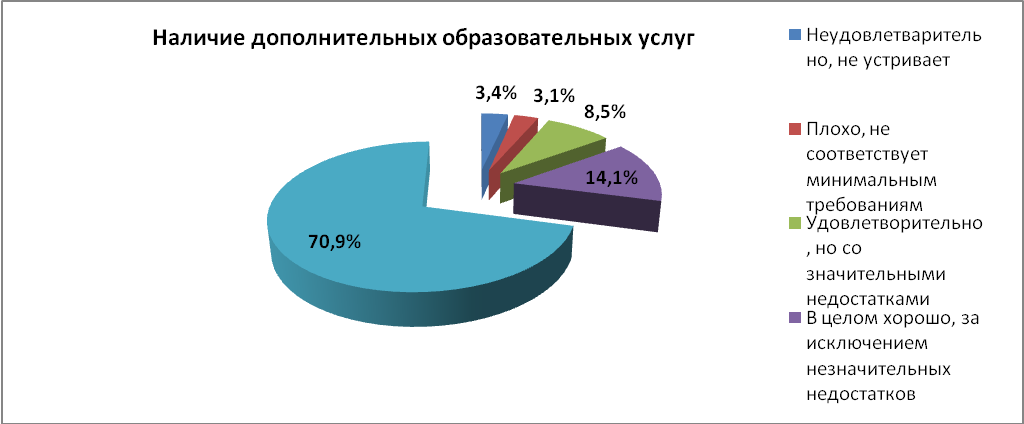 Наличие дополнительных образовательных услуг
3,4%
3,1%
8,5%
14,1%
70,9%
Неудовлетваритель
но, не устривает
Плохо, не
соответствует
минимальным
требованиям
Удовлетворительно
, но со
значительными
недостатками
В целом хорошо, за
исключением
незначительных
недостатков